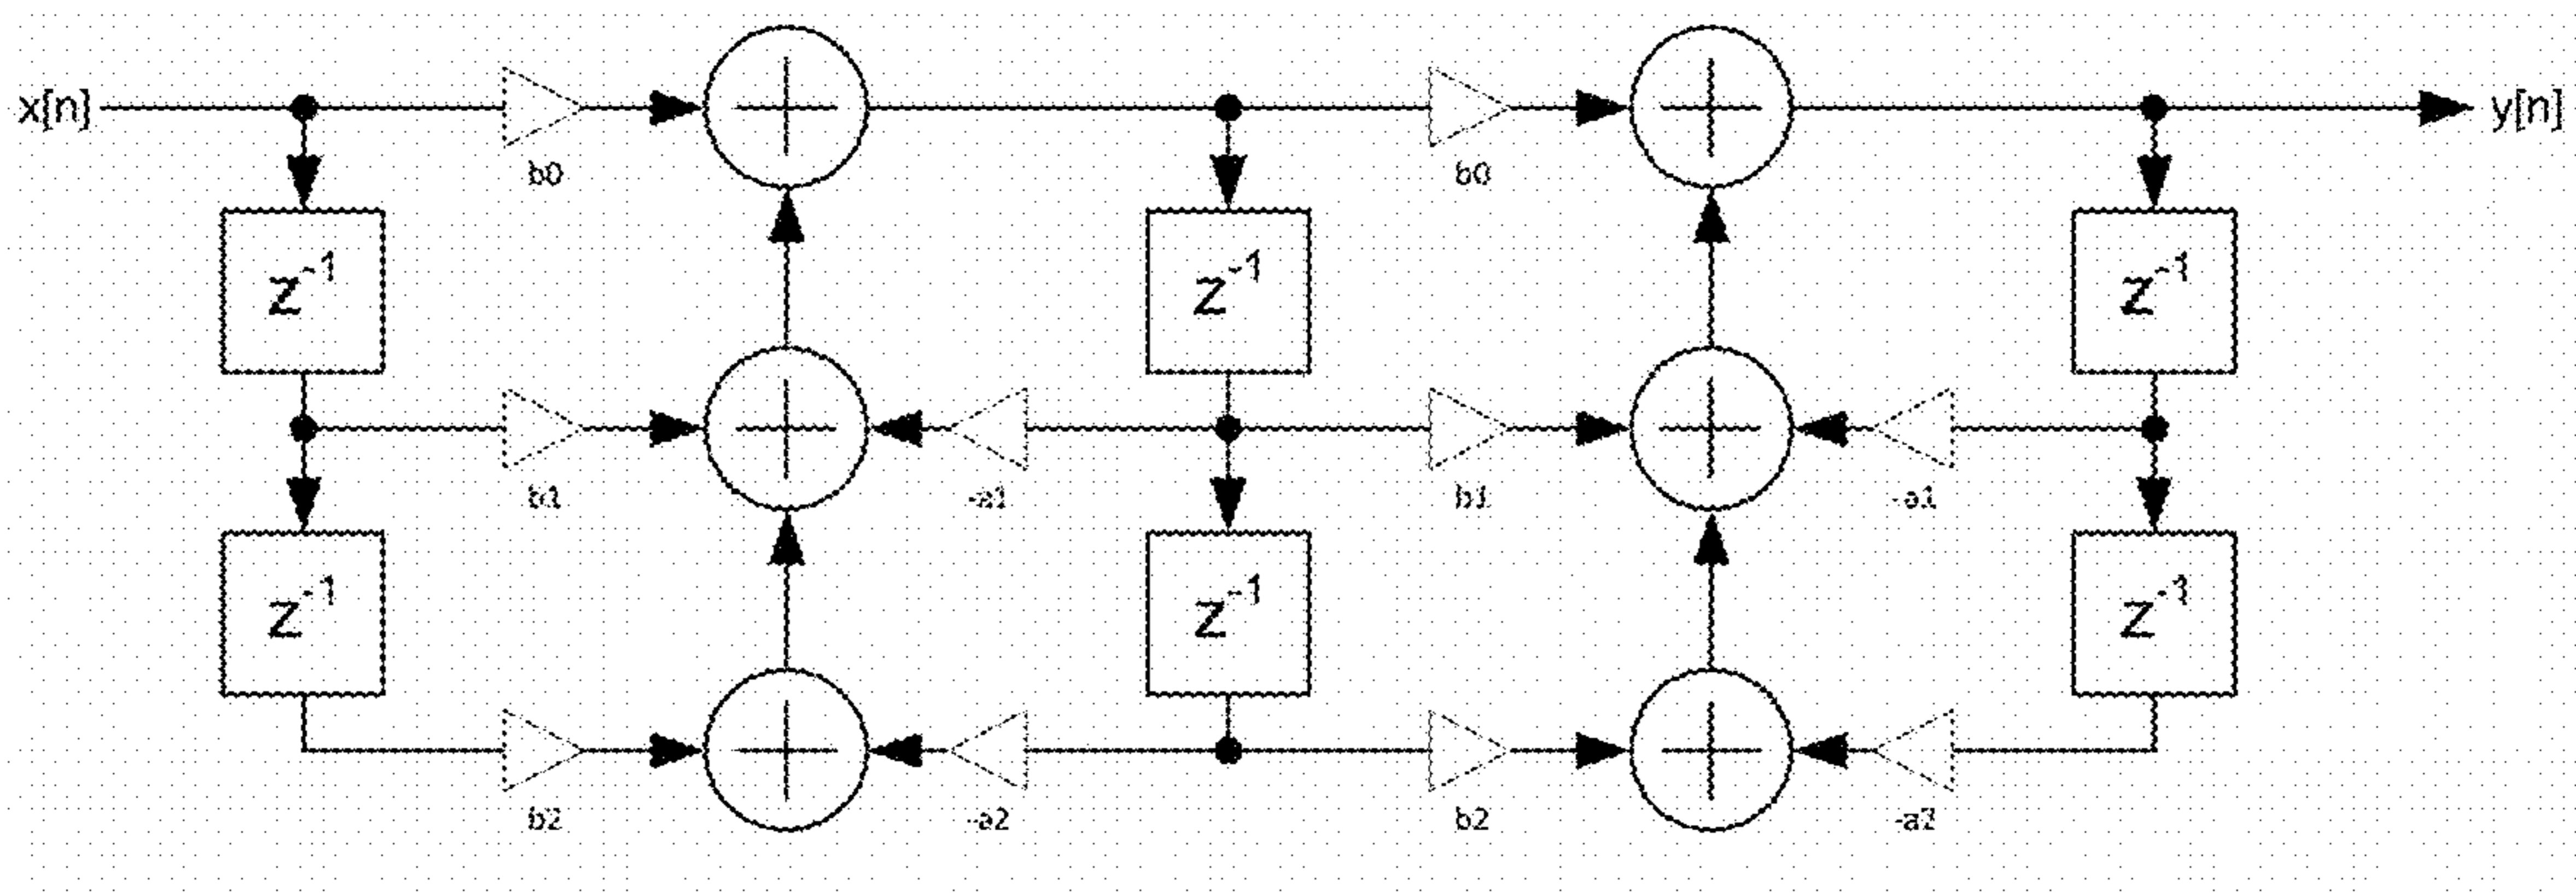 x[n] b0 b0 y[n]
z⁻¹ z⁻¹ z⁻¹
b1 -a1 b1 -a1
z⁻¹ z⁻¹ z⁻¹
b2 -a2 b2 -a2